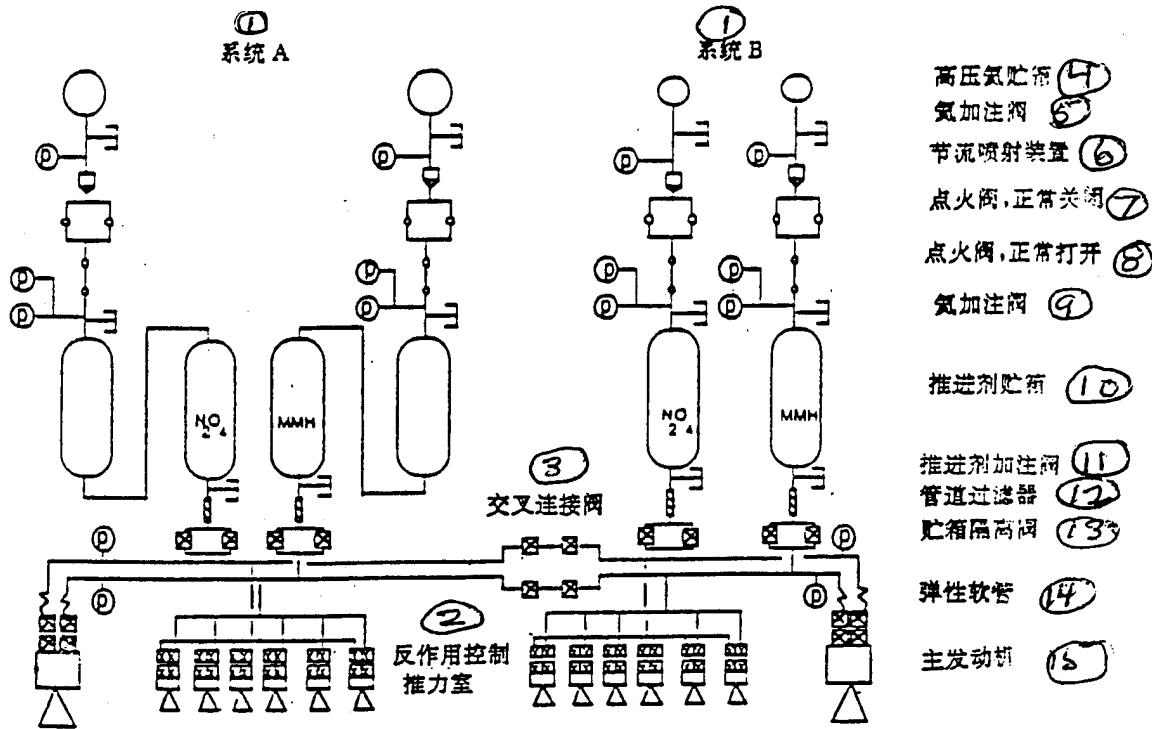 ① ①
系统 A 系统 B
高压氦贮箱 ④
氦加注阀 ⑤
节流喷射装置 ⑥
点火阀,正常关闭 ⑦
点火阀,正常打开 ⑧
氦加注阀 ⑨
P P P P
P P P P
P P P P
N₂O₄ MMH N₂O₄ MMH
推进剂贮箱 ⑩
③
交叉连接阀
推进剂加注阀 ⑪
管道过滤器 ⑫
贮箱隔离阀 ⑬
P P
P P
弹性软管 ⑭
②
反作用控制
推力室
主发动机 ⑮